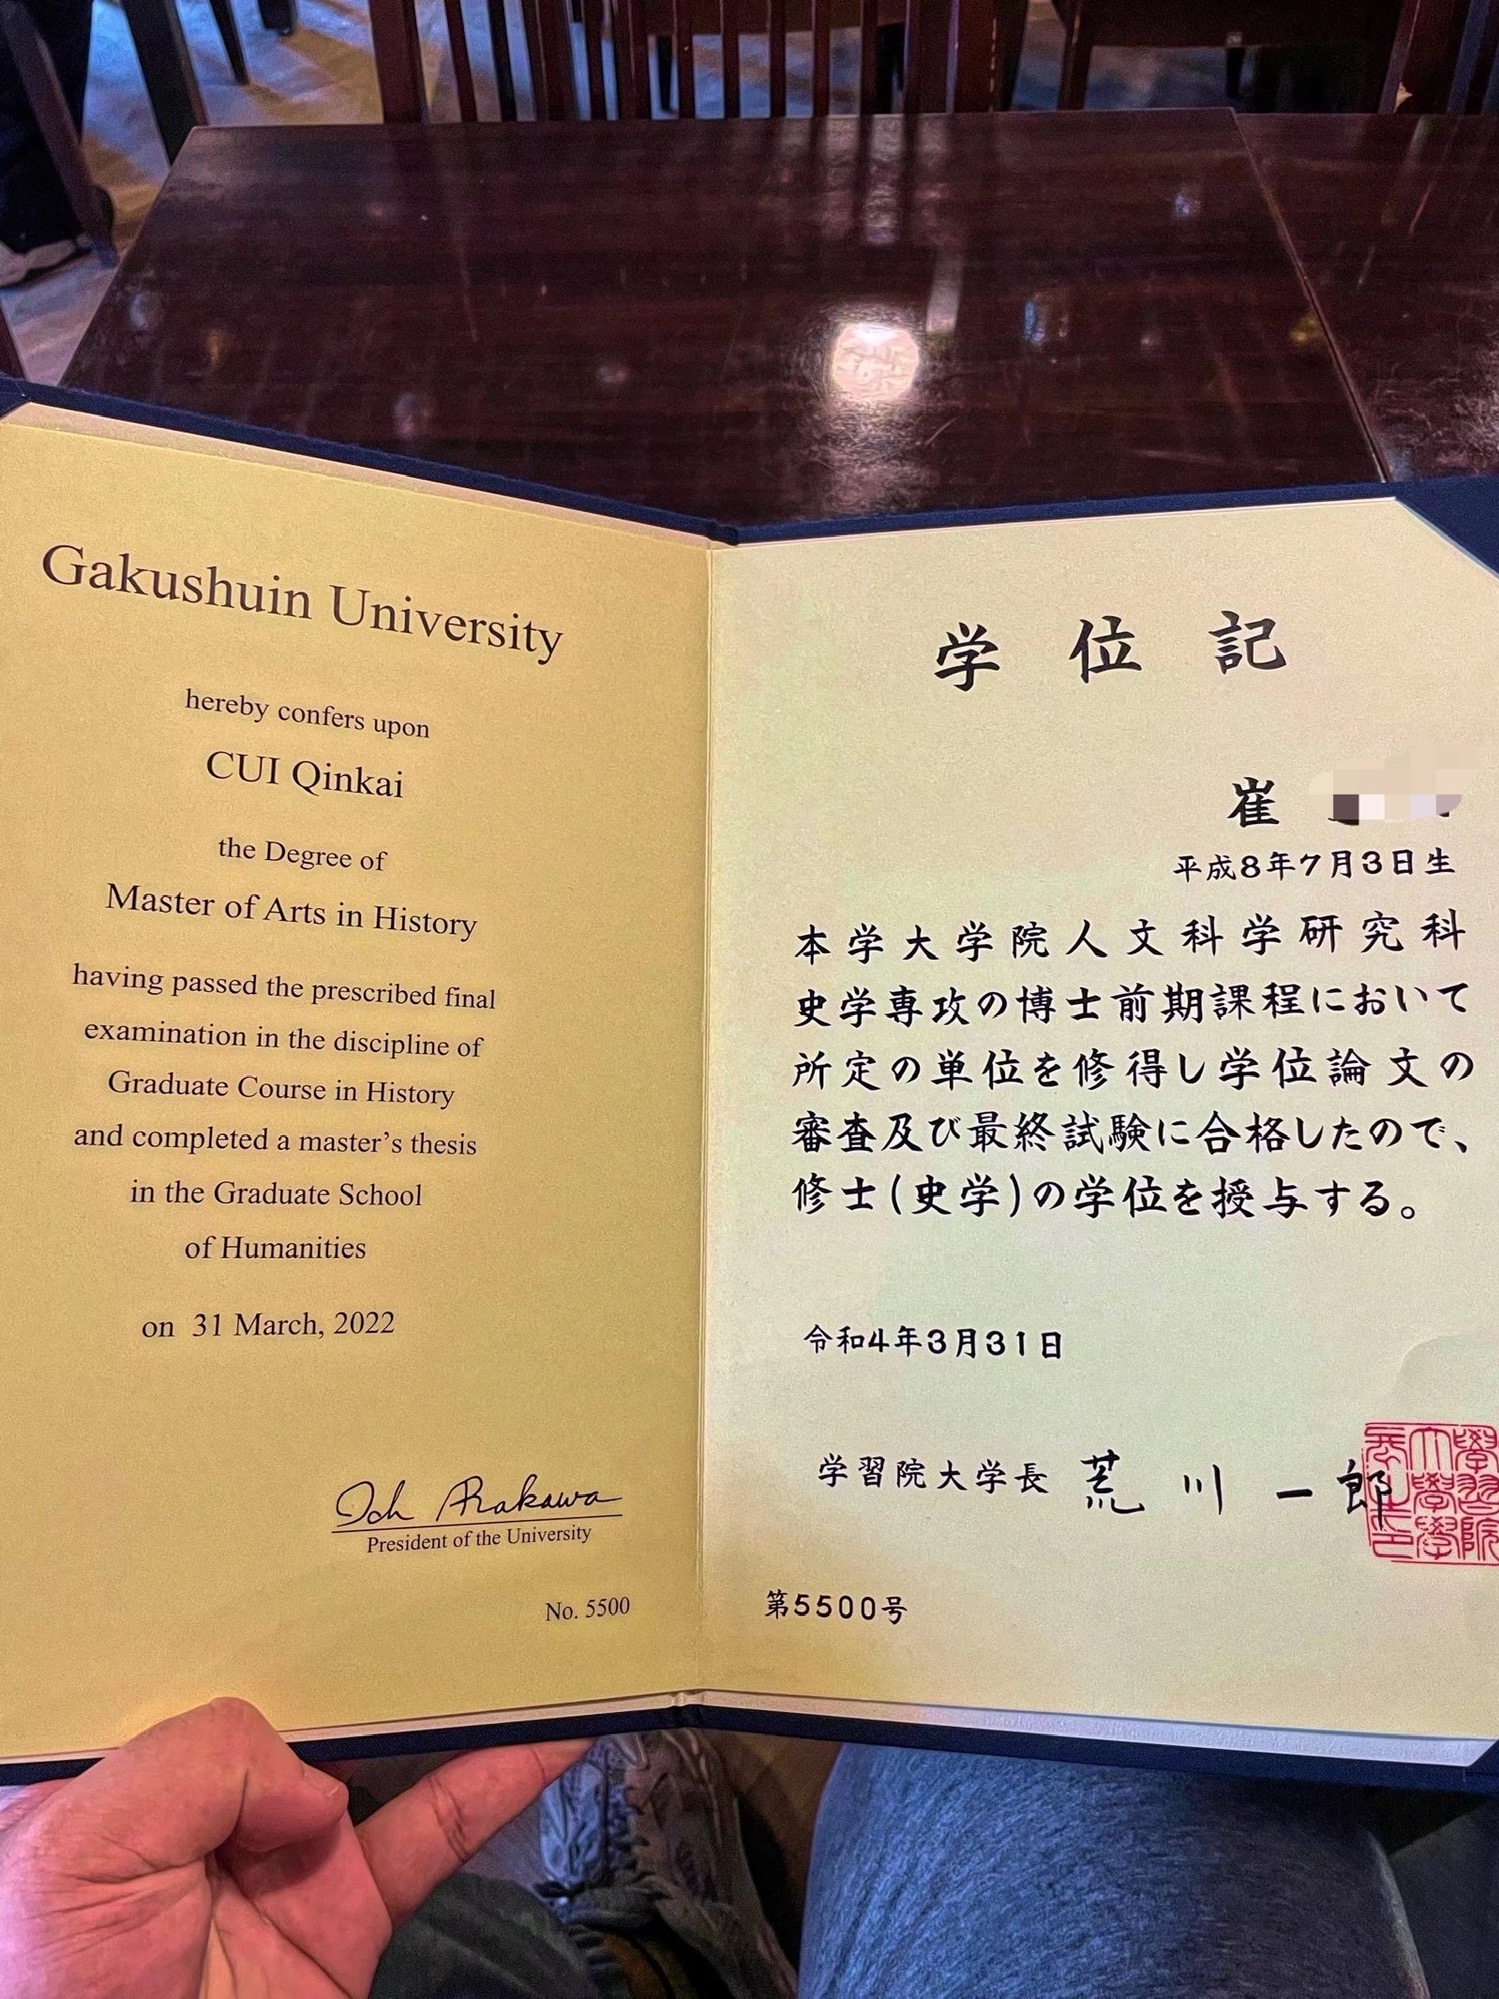 Gakushuin University
hereby confers upon
CUI Qinkai
the Degree of
Master of Arts in History
having passed the prescribed final
examination in the discipline of
Graduate Course in History
and completed a master's thesis
in the Graduate School
of Humanities
on 31 March, 2022
President of the University
No. 5500
学位記
崔
平成8年7月3日生
本学大学院人文科学研究科
史学専攻の博士前期課程において
所定の単位を修得し学位論文の
審査及び最終試験に合格したので、
修士(史学)の学位を授与する。
令和4年3月31日
学習院大学長 荒川一郎
第5500号